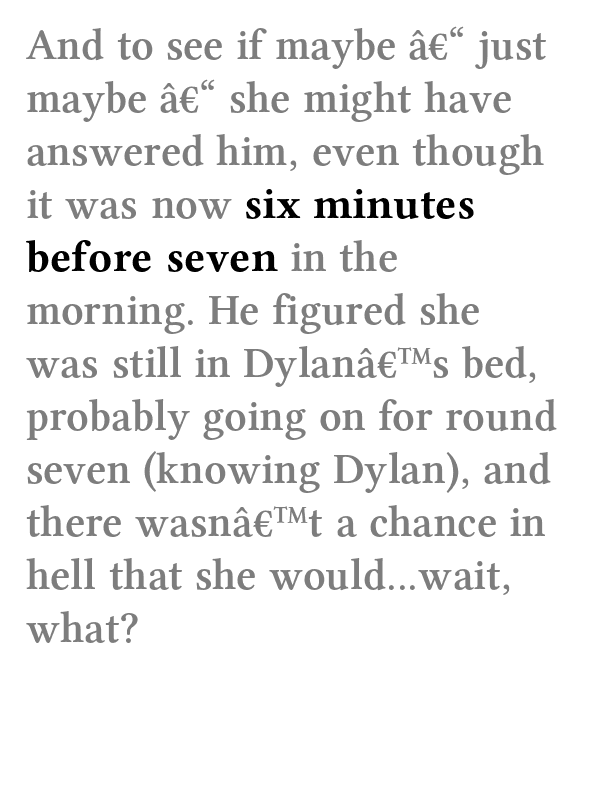 And to see if maybe â€“ just
maybe â€“ she might have
answered him, even though
it was now six minutes
before seven in the
morning. He figured she
was still in Dylanâ€™s bed,
probably going on for round
seven (knowing Dylan), and
there wasnâ€™t a chance in
hell that she would...wait,
what?